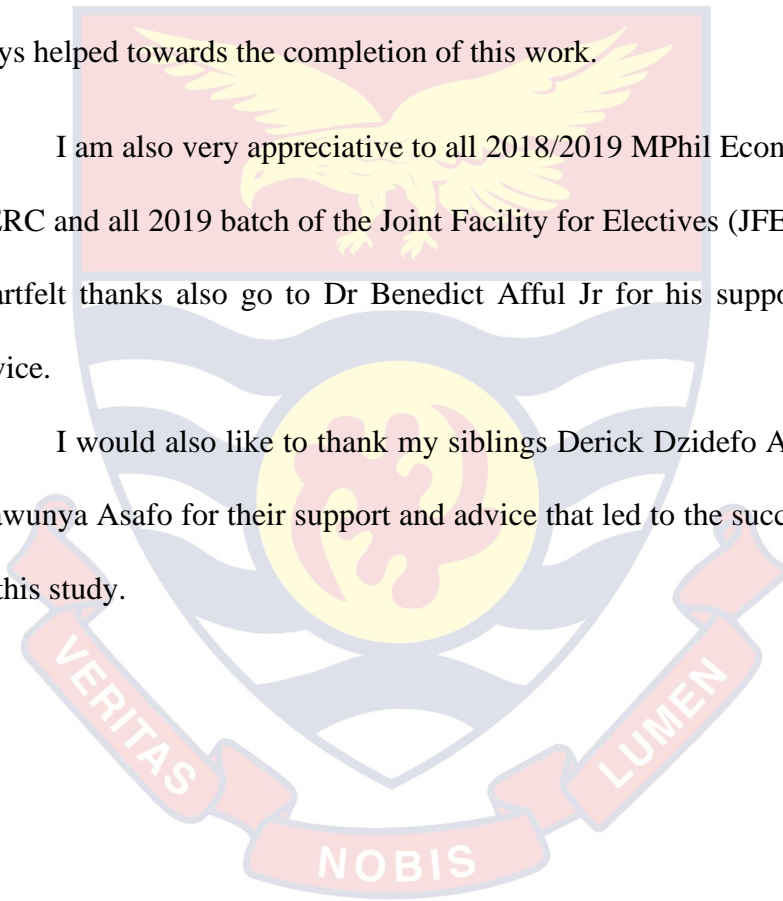 ys helped towards the completion of this work.
I am also very appreciative to all 2018/2019 MPhil Econ
ERC and all 2019 batch of the Joint Facility for Electives (JFE
artfelt thanks also go to Dr Benedict Afful Jr for his suppo
vice.
I would also like to thank my siblings Derick Dzidefo A
awunya Asafo for their support and advice that led to the succ
this study.
VERITAS
NOBIS
LUMEN